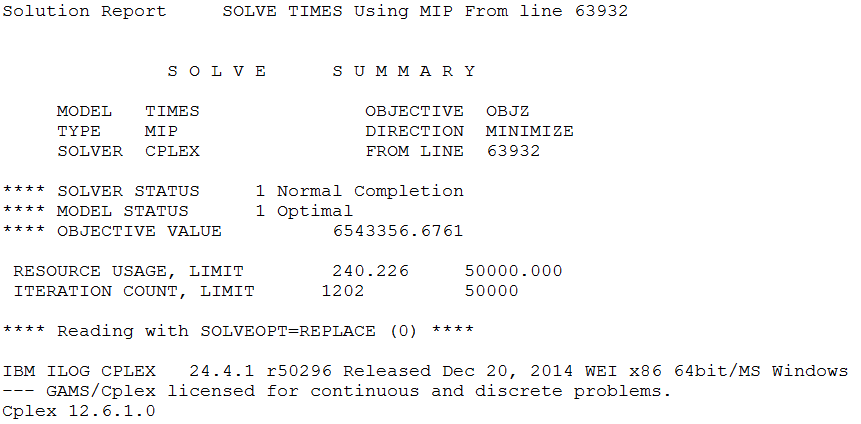 Solution Report     SOLVE TIMES Using MIP From line 63932
S O L V E      S U M M A R Y
MODEL   TIMES               OBJECTIVE  OBJZ
TYPE    MIP                 DIRECTION  MINIMIZE
SOLVER  CPLEX               FROM LINE  63932
**** SOLVER STATUS     1 Normal Completion
**** MODEL STATUS      1 Optimal
**** OBJECTIVE VALUE          6543356.6761
RESOURCE USAGE, LIMIT        240.226     50000.000
ITERATION COUNT, LIMIT      1202         50000
**** Reading with SOLVEOPT=REPLACE (0) ****
IBM ILOG CPLEX   24.4.1 r50296 Released Dec 20, 2014 WEI x86 64bit/MS Windows
--- GAMS/Cplex licensed for continuous and discrete problems.
Cplex 12.6.1.0